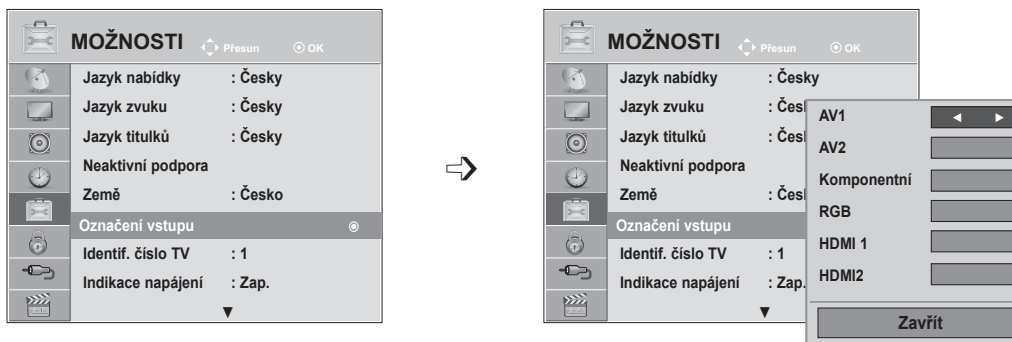 MOŽNOSTI Přesun OK
Jazyk nabídky : Česky
Jazyk zvuku : Česky
Jazyk titulků : Česky
Neaktivní podpora
Země : Česko
Označení vstupu
Identif. číslo TV : 1
Indikace napájení : Zap.
MOŽNOSTI Přesun OK
Jazyk nabídky : Česky
Jazyk zvuku
Jazyk titulků
Neaktivní podpora
Země
Označení vstupu
Identif. číslo TV : 1
Indikace napájení : Zap.
AV1
AV2
Komponentní
RGB
HDMI 1
HDMI2
Zavřít